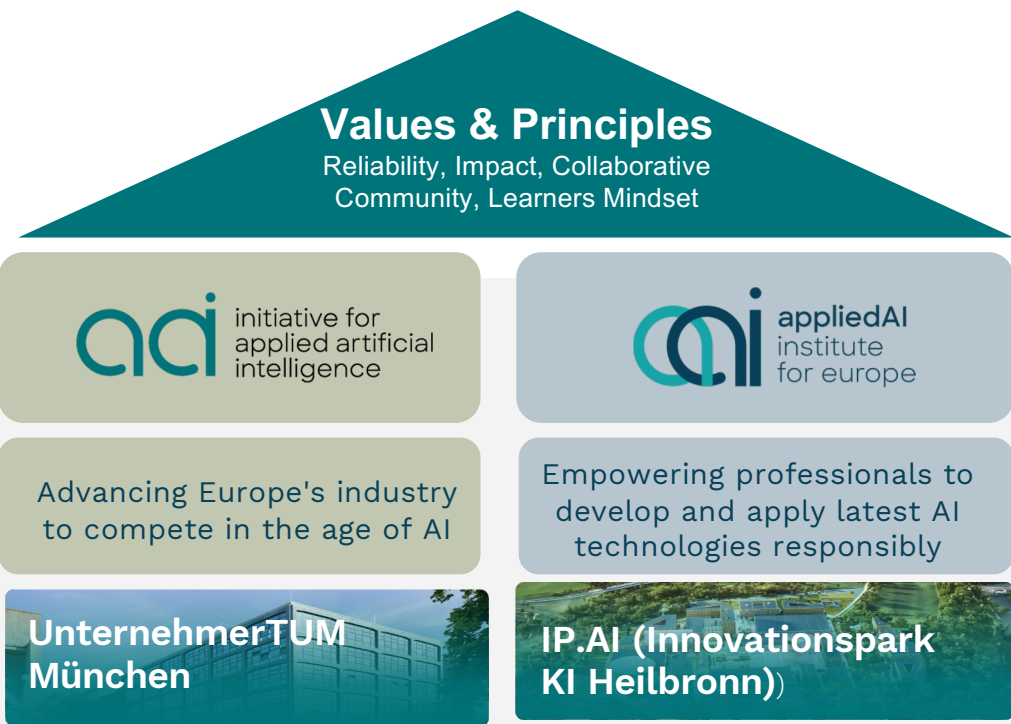 Values & Principles
Reliability, Impact, Collaborative
Community, Learners Mindset
aai
initiative for
applied artificial
intelligence
aai
appliedAI
institute
for europe
Advancing Europe's industry
to compete in the age of AI
Empowering professionals to
develop and apply latest AI
technologies responsibly
UnternehmerTUM
München
IP.AI (Innovationspark
KI Heilbronn))